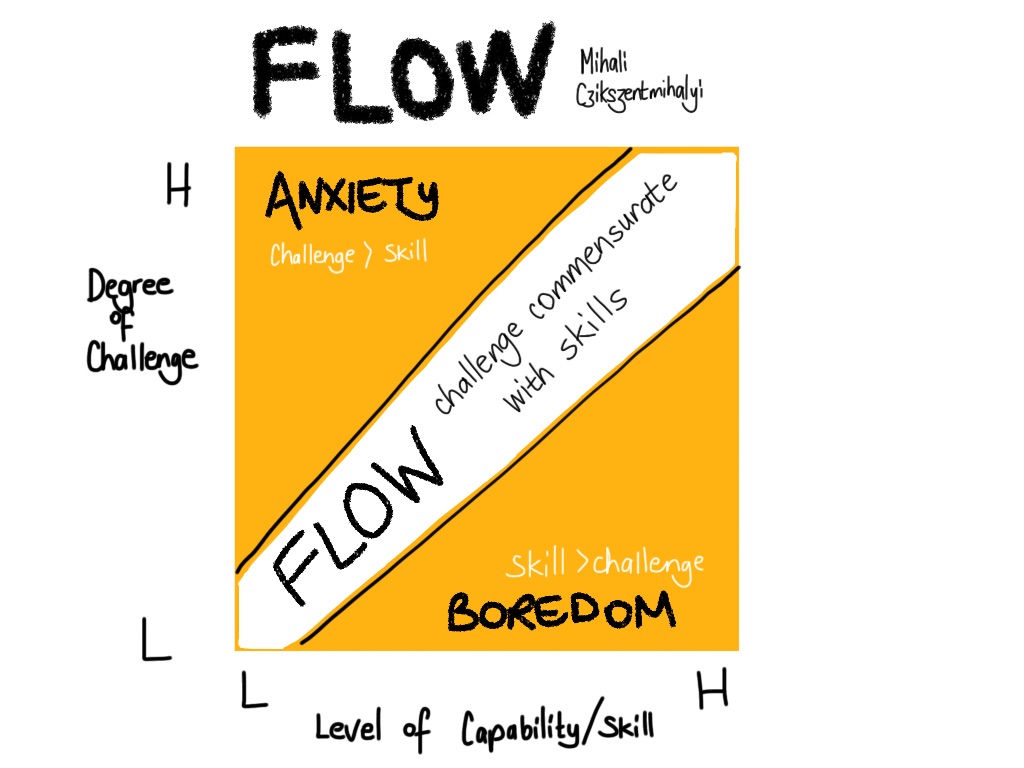 FLOW
Mihali
Czikszentmihalyi
H
ANXIETY
Challenge > Skill
Degree
of
Challenge
challenge commensurate
with skills
FLOW
Skill > challenge
BOREDOM
L
L
H
Level of Capability/Skill